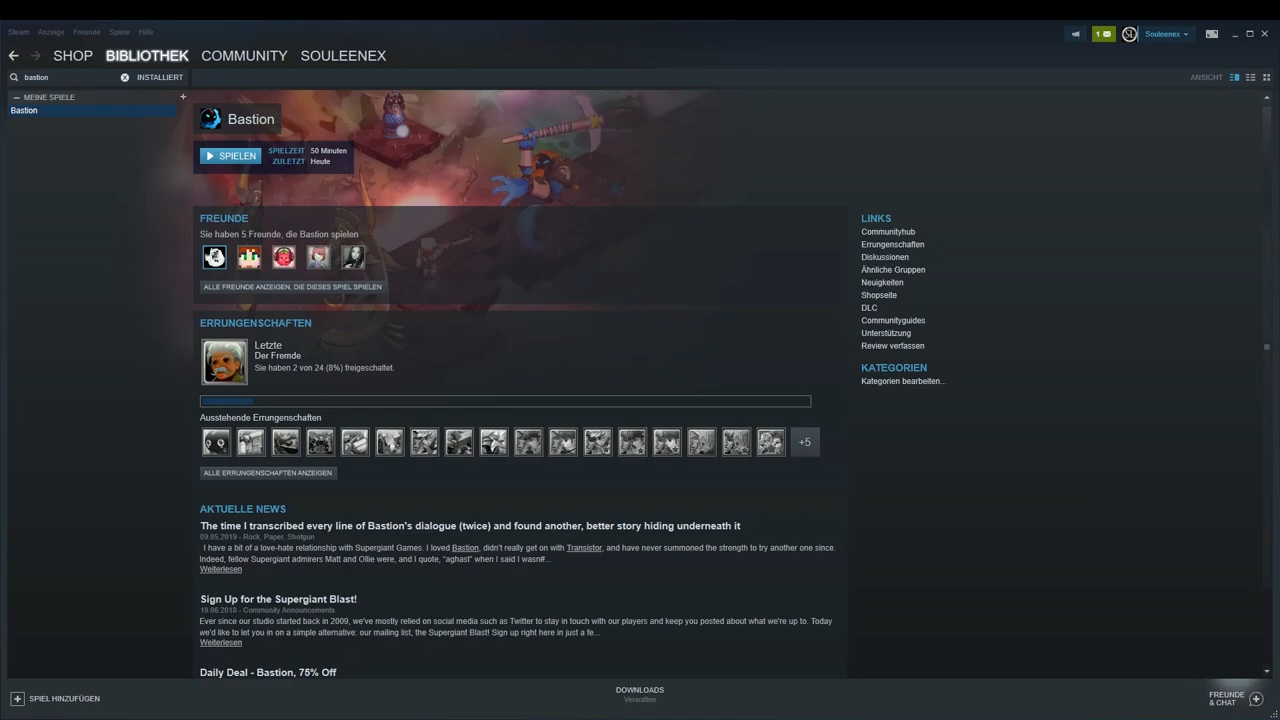 Steam Anzeige Freunde Spiele Hilfe
1 Souleenex
SHOP BIBLIOTHEK COMMUNITY SOULEENEX
bastion INSTALLIERT ANSICHT
MEINE SPIELE
Bastion
Bastion
SPIELEN
SPIELZEIT 50 Minuten
ZULETZT Heute
FREUNDE
Sie haben 5 Freunde, die Bastion spielen
ALLE FREUNDE ANZEIGEN, DIE DIESES SPIEL SPIELEN
ERRUNGENSCHAFTEN
Letzte
Der Fremde
Sie haben 2 von 24 (8%) freigeschaltet.
Ausstehende Errungenschaften
+5
ALLE ERRUNGENSCHAFTEN ANZEIGEN
AKTUELLE NEWS
The time I transcribed every line of Bastion's dialogue (twice) and found another, better story hiding underneath it
09.05.2019 - Rock, Paper, Shotgun
I have a bit of a love-hate relationship with Supergiant Games. I loved Bastion, didn't really get on with Transistor, and have never summoned the strength to try another one since.
Indeed, fellow Supergiant admirers Matt and Ollie were, and I quote, "aghast" when I said I wasn#...
Weiterlesen
Sign Up for the Supergiant Blast!
19.06.2018 - Community Announcements
Ever since our studio started back in 2009, we've mostly relied on social media such as Twitter to stay in touch with our players and keep you posted about what we're up to. Today
we'd like to let you in on a simple alternative: our mailing list, the Supergiant Blast! Sign up right here in just a fe...
Weiterlesen
Daily Deal - Bastion, 75% Off
LINKS
Communityhub
Errungenschaften
Diskussionen
Ähnliche Gruppen
Neuigkeiten
Shopseite
DLC
Communityguides
Unterstützung
Review verfassen
KATEGORIEN
Kategorien bearbeiten...
SPIEL HINZUFÜGEN
DOWNLOADS
Verwalten
FREUNDE
& CHAT